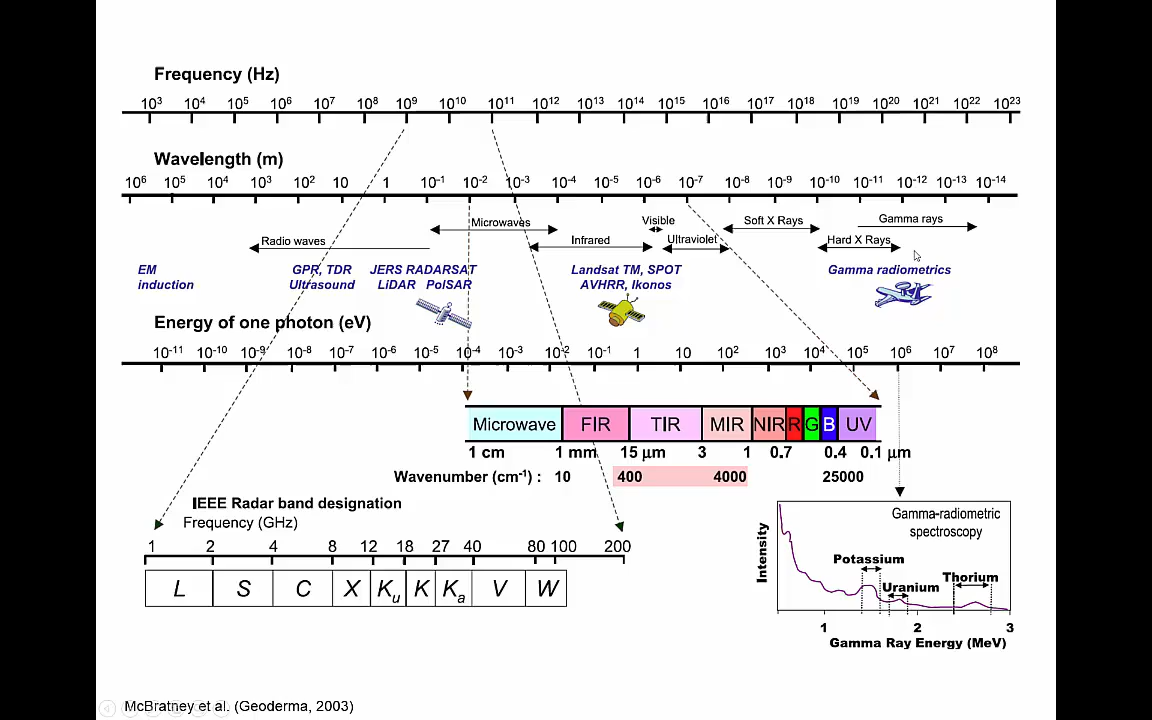 Frequency (Hz)
10³ 10⁴ 10⁵ 10⁶ 10⁷ 10⁸ 10⁹ 10¹⁰ 10¹¹ 10¹² 10¹³ 10¹⁴ 10¹⁵ 10¹⁶ 10¹⁷ 10¹⁸ 10¹⁹ 10²⁰ 10²¹ 10²² 10²³
Wavelength (m)
10⁶ 10⁵ 10⁴ 10³ 10² 10 1 10⁻¹ 10⁻² 10⁻³ 10⁻⁴ 10⁻⁵ 10⁻⁶ 10⁻⁷ 10⁻⁸ 10⁻⁹ 10⁻¹⁰ 10⁻¹¹ 10⁻¹² 10⁻¹³ 10⁻¹⁴
Microwaves Visible Soft X Rays Gamma rays
Radio waves Infrared Ultraviolet Hard X Rays
EM GPR, TDR JERS RADARSAT Landsat TM, SPOT Gamma radiometrics
induction Ultrasound LiDAR PolSAR AVHRR, Ikonos
Energy of one photon (eV)
10⁻¹¹ 10⁻¹⁰ 10⁻⁹ 10⁻⁸ 10⁻⁷ 10⁻⁶ 10⁻⁵ 10⁻⁴ 10⁻³ 10⁻² 10⁻¹ 1 10 10² 10³ 10⁴ 10⁵ 10⁶ 10⁷ 10⁸
Microwave FIR TIR MIR NIR R G B UV
1 cm 1 mm 15 µm 3 1 0.7 0.4 0.1 µm
Wavenumber (cm⁻¹) : 10 400 4000 25000
IEEE Radar band designation
Frequency (GHz)
1 2 4 8 12 18 27 40 80 100 200
L S C X Kᵤ K Kₐ V W
Gamma-radiometric
spectroscopy
Intensity
Potassium
Uranium
Thorium
1 2 3
Gamma Ray Energy (MeV)
McBratney et al. (Geoderma, 2003)